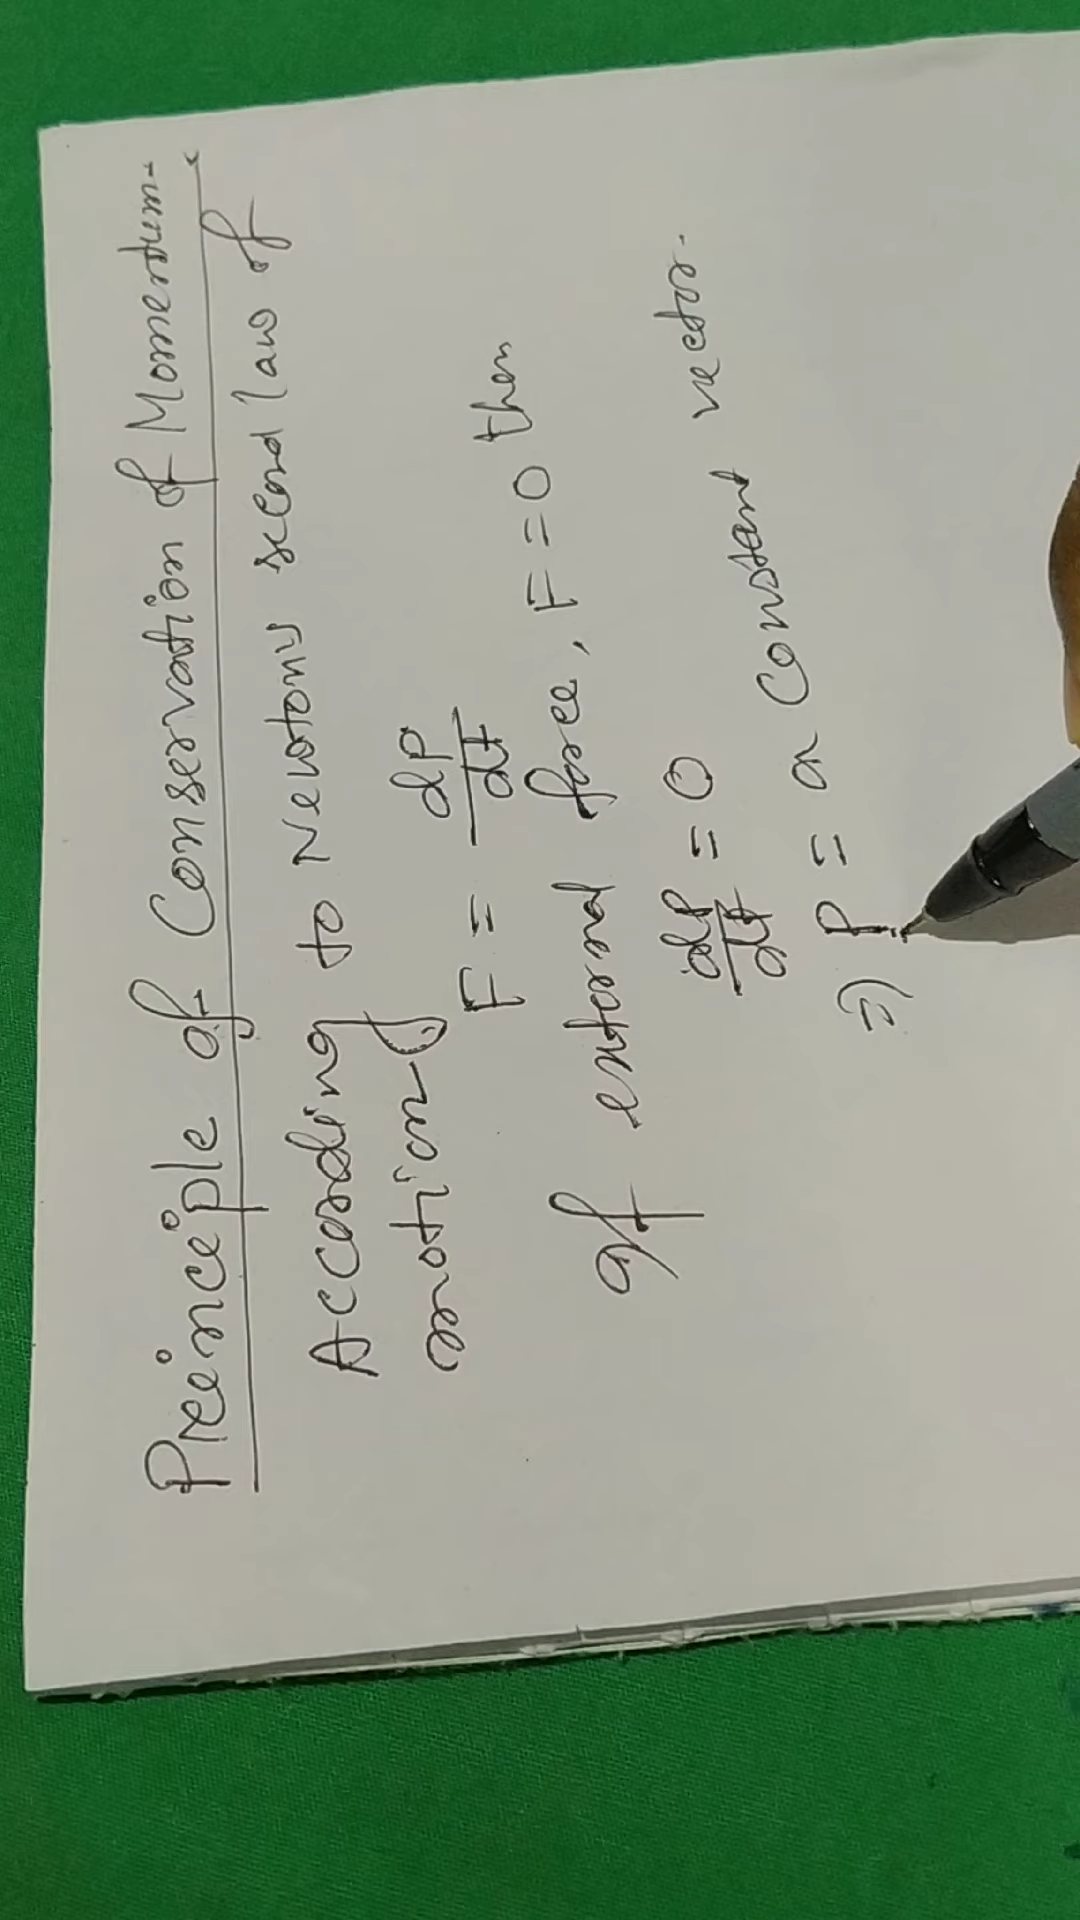 Principle of Conservation of Momentum.
According to Newtons second law of
motion,
F = dP/dt
If external force, F = 0 then
dP/dt = 0
⇒ P = a constant vector.